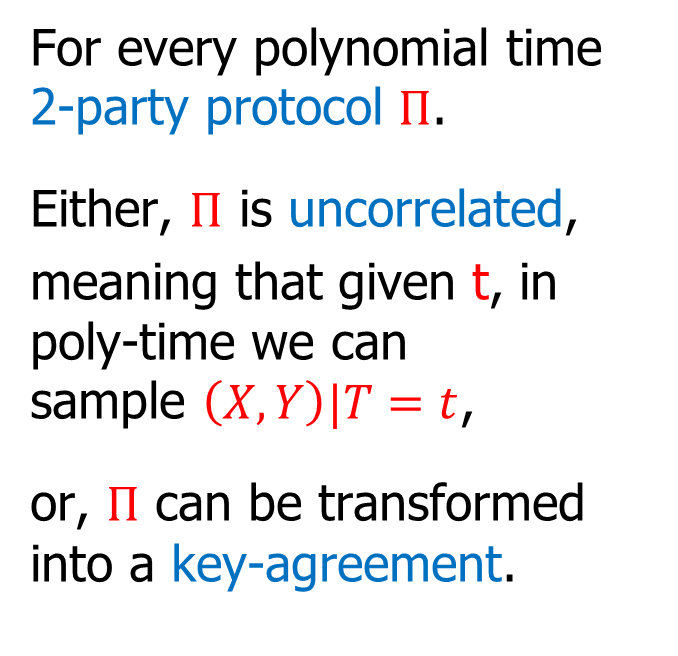 For every polynomial time
2-party protocol Π.
Either, Π is uncorrelated,
meaning that given t, in
poly-time we can
sample (X, Y)|T = t,
or, Π can be transformed
into a key-agreement.